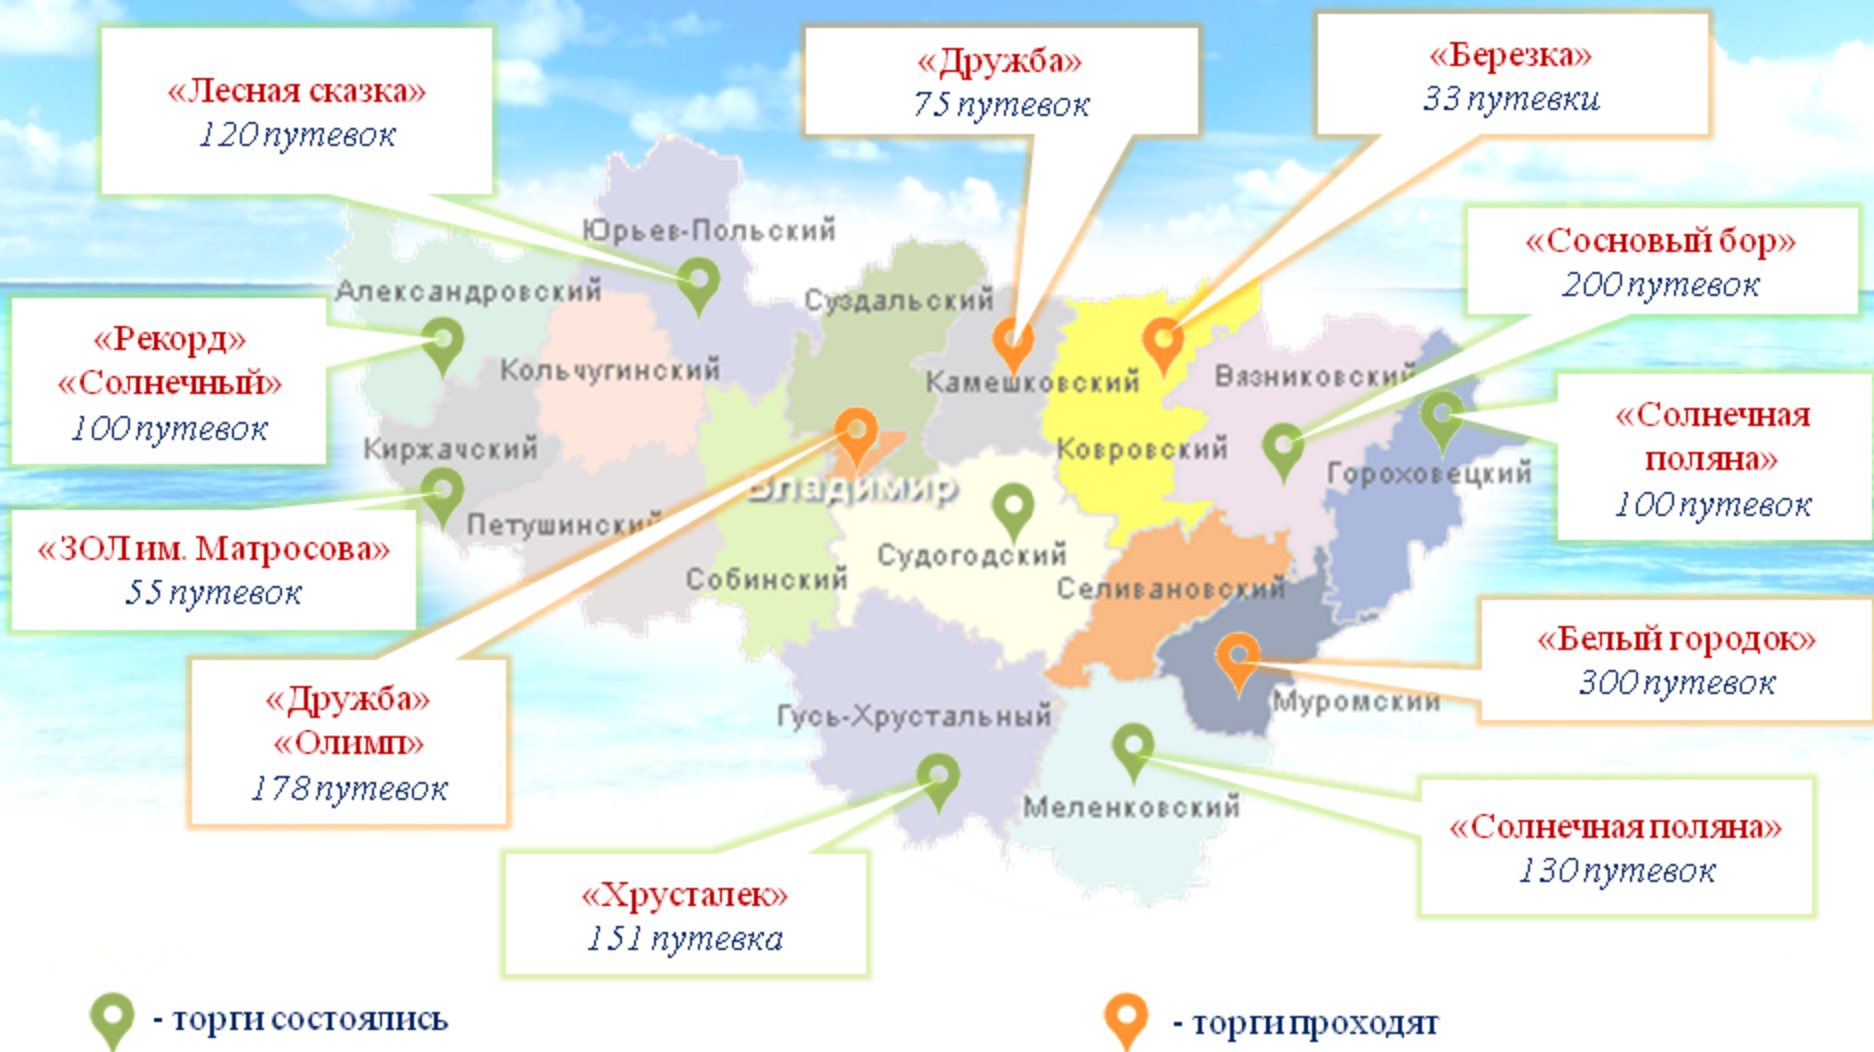 «Лесная сказка»
120 путевок
«Дружба»
75 путевок
«Березка»
33 путевки
«Сосновый бор»
200 путевок
«Рекорд»
«Солнечный»
100 путевок
«Солнечная
поляна»
100 путевок
«ЗОЛ им. Матросова»
55 путевок
«Белый городок»
300 путевок
«Дружба»
«Олимп»
178 путевок
«Солнечная поляна»
130 путевок
«Хрусталек»
151 путевка
Юрьев-Польский
Александровский
Суздальский
Кольчугинский
Камешковский
Вязниковский
Киржачский
Ковровский
Гороховецкий
Владимир
Петушинский
Судогодский
Собинский
Селивановский
Муромский
Гусь-Хрустальный
Меленковский
- торги состоялись
- торги проходят